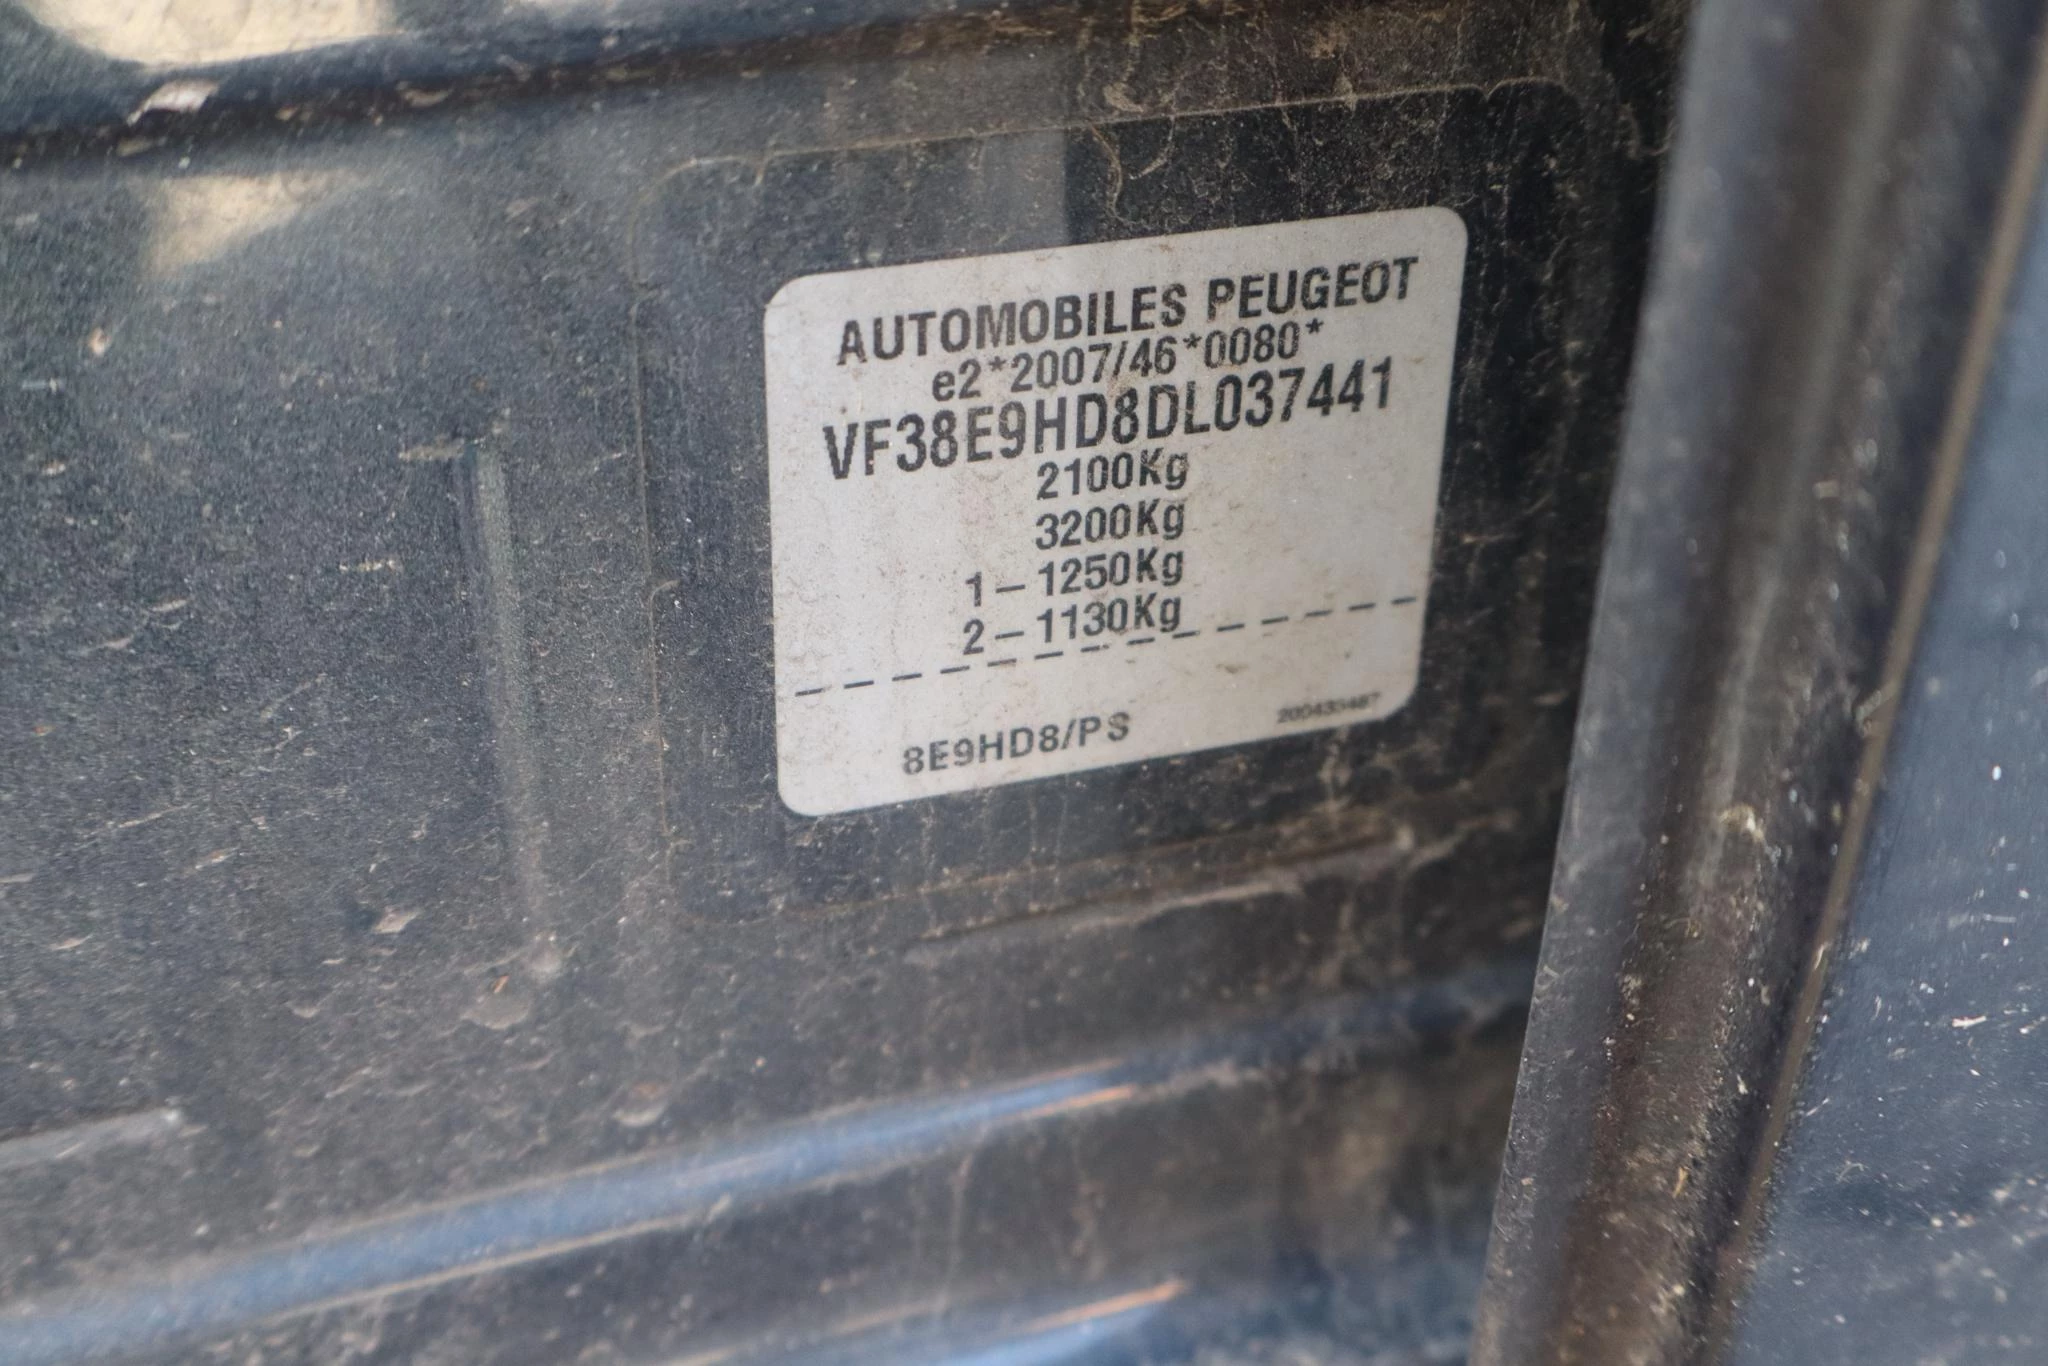 AUTOMOBILES PEUGEOT
e2*2007/46*0080*
VF38E9HD8DL037441
2100Kg
3200Kg
1 – 1250Kg
2 – 1130Kg
8E9HD8/PS